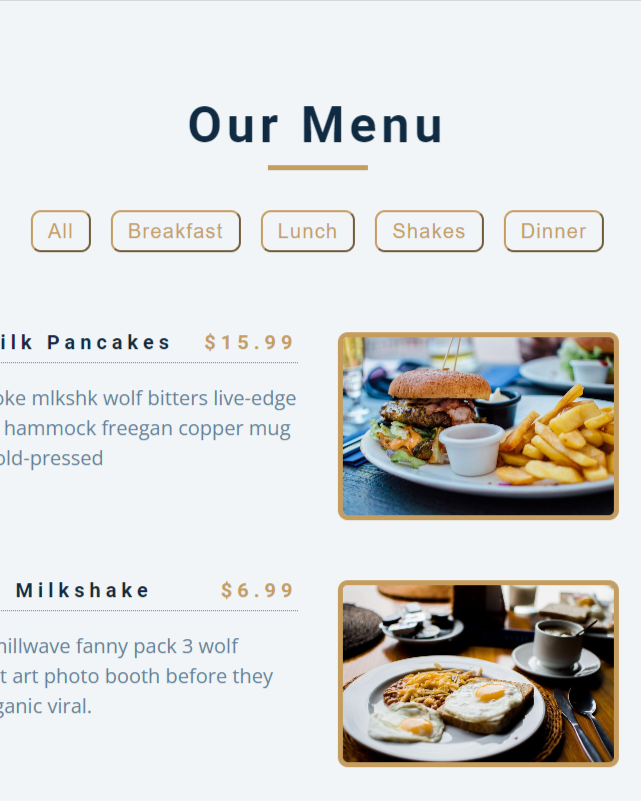 Our Menu
All Breakfast Lunch Shakes Dinner
ilk Pancakes $15.99
oke mlkshk wolf bitters live-edge
hammock freegan copper mug
old-pressed
Milkshake $6.99
hillwave fanny pack 3 wolf
t art photo booth before they
ganic viral.